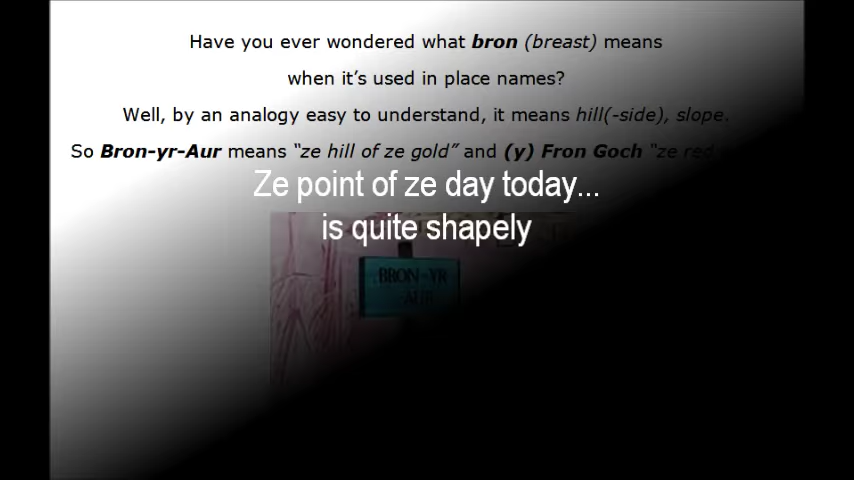 Have you ever wondered what bron (breast) means
when it's used in place names?
Well, by an analogy easy to understand, it means hill(-side), slope.
So Bron-yr-Aur means "ze hill of ze gold" and (y) Fron Goch "ze red
Ze point of ze day today...
is quite shapely
BRON-YR
AUR